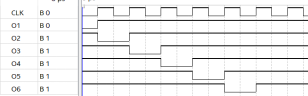 CLK B 0
O1 B 0
O2 B 1
O3 B 1
O4 B 1
O5 B 1
O6 B 1